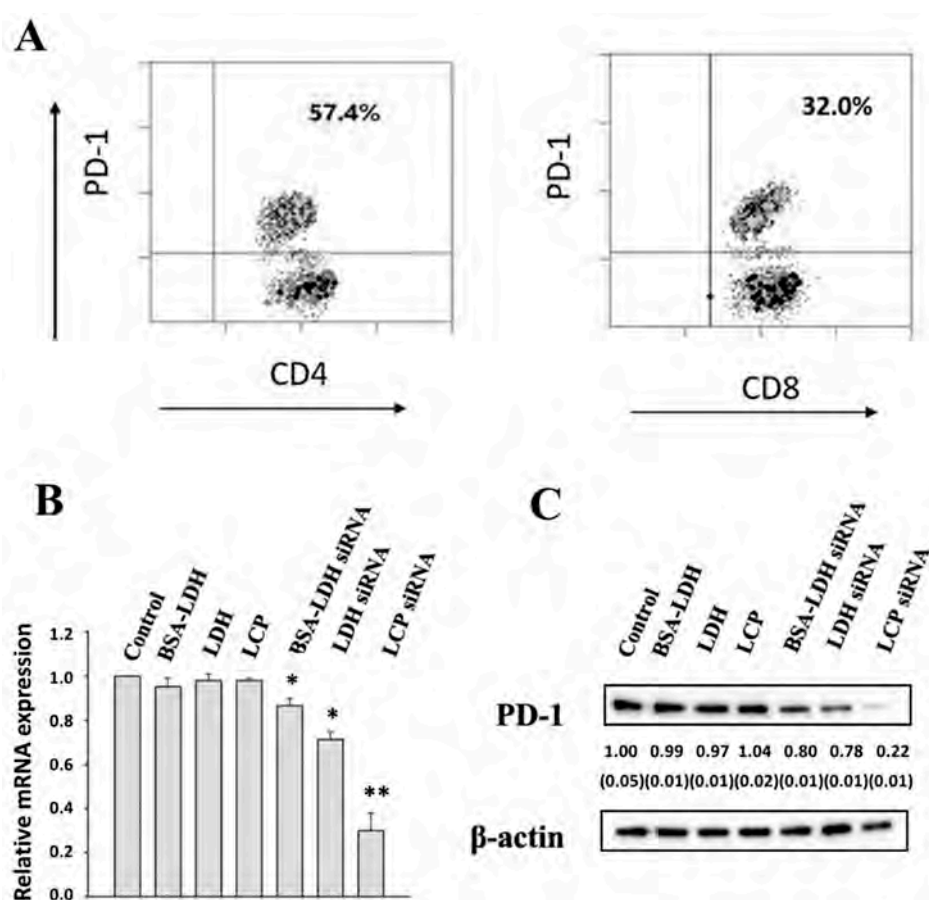 A
57.4%
PD-1
CD4
32.0%
PD-1
CD8
B
Control
BSA-LDH
LDH
LCP
BSA-LDH siRNA
LDH siRNA
LCP siRNA
Relative mRNA expression
1.2
1.0
0.8
0.6
0.4
0.2
0.0
*
*
**
C
Control
BSA-LDH
LDH
LCP
BSA-LDH siRNA
LDH siRNA
LCP siRNA
PD-1
1.00 0.99 0.97 1.04 0.80 0.78 0.22
(0.05)(0.01)(0.01)(0.02)(0.01)(0.01)(0.01)
β-actin